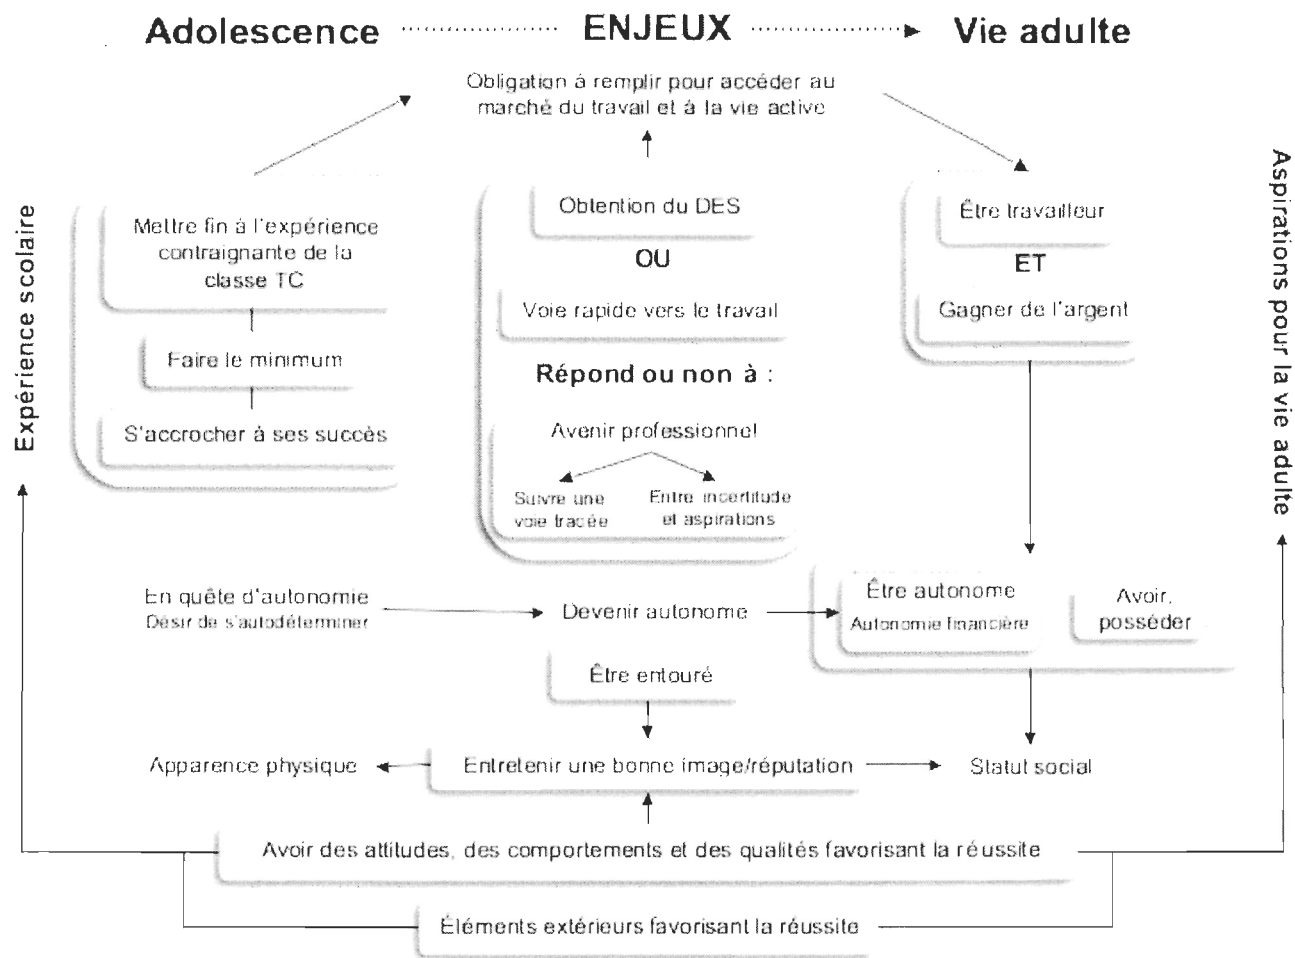 Adolescence
ENJEUX
Vie adulte
Obligation à remplir pour accéder au
marché du travail et à la vie active
Expérience scolaire
Mettre fin à l'expérience
contraignante de la
classe TC
Faire le minimum
S'accrocher à ses succès
Obtention du DES
OU
Voie rapide vers le travail
Répond ou non à :
Avenir professionnel
Suivre une
voie tracée
Entre incertitude
et aspirations
Être travailleur
ET
Gagner de l'argent
Aspirations pour la vie adulte
En quête d'autonomie
Désir de s'autodéterminer
Devenir autonome
Être autonome
Autonomie financière
Avoir,
posséder
Être entouré
Apparence physique
Entretenir une bonne image/réputation
Statut social
Avoir des attitudes, des comportements et des qualités favorisant la réussite
Éléments extérieurs favorisant la réussite